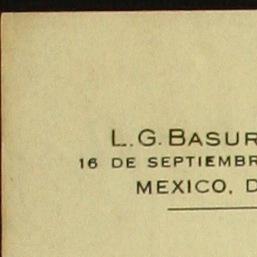 L.G. BASUR
16 DE SEPTIEMBR
MEXICO, D